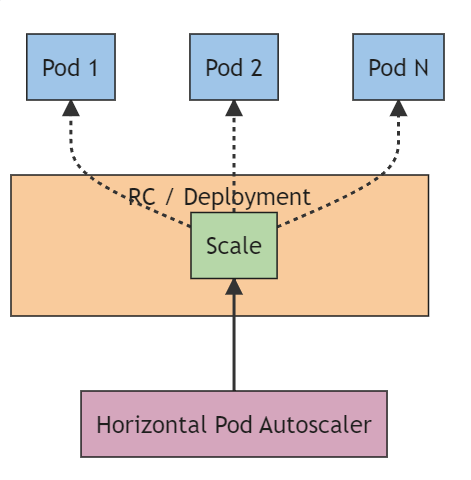 Pod 1
Pod 2
Pod N
RC / Deployment
Scale
Horizontal Pod Autoscaler